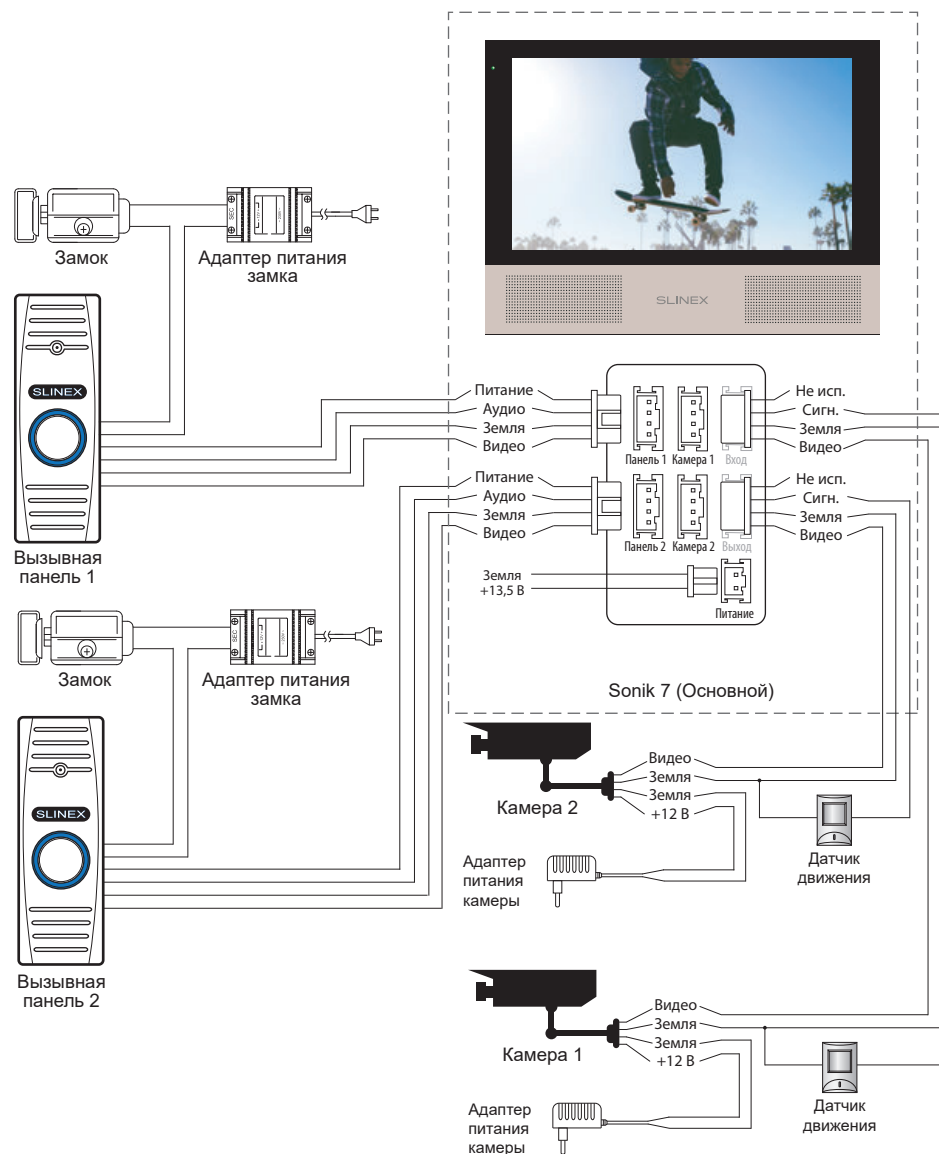 SLINEX
Замок
SEC
Адаптер питания
замка
SLINEX
Вызывная
панель 1
Питание
Аудио
Земля
Видео
Панель 1
Камера 1
Вход
Не исп.
Сигн.
Земля
Видео
Питание
Аудио
Земля
Видео
Панель 2
Камера 2
Выход
Не исп.
Сигн.
Земля
Видео
Земля
+13,5 В
Питание
Sonik 7 (Основной)
Замок
SEC
Адаптер питания
замка
SLINEX
Вызывная
панель 2
Камера 2
Видео
Земля
Земля
+12 В
Адаптер
питания
камеры
Датчик
движения
Камера 1
Видео
Земля
Земля
+12 В
Адаптер
питания
камеры
Датчик
движения